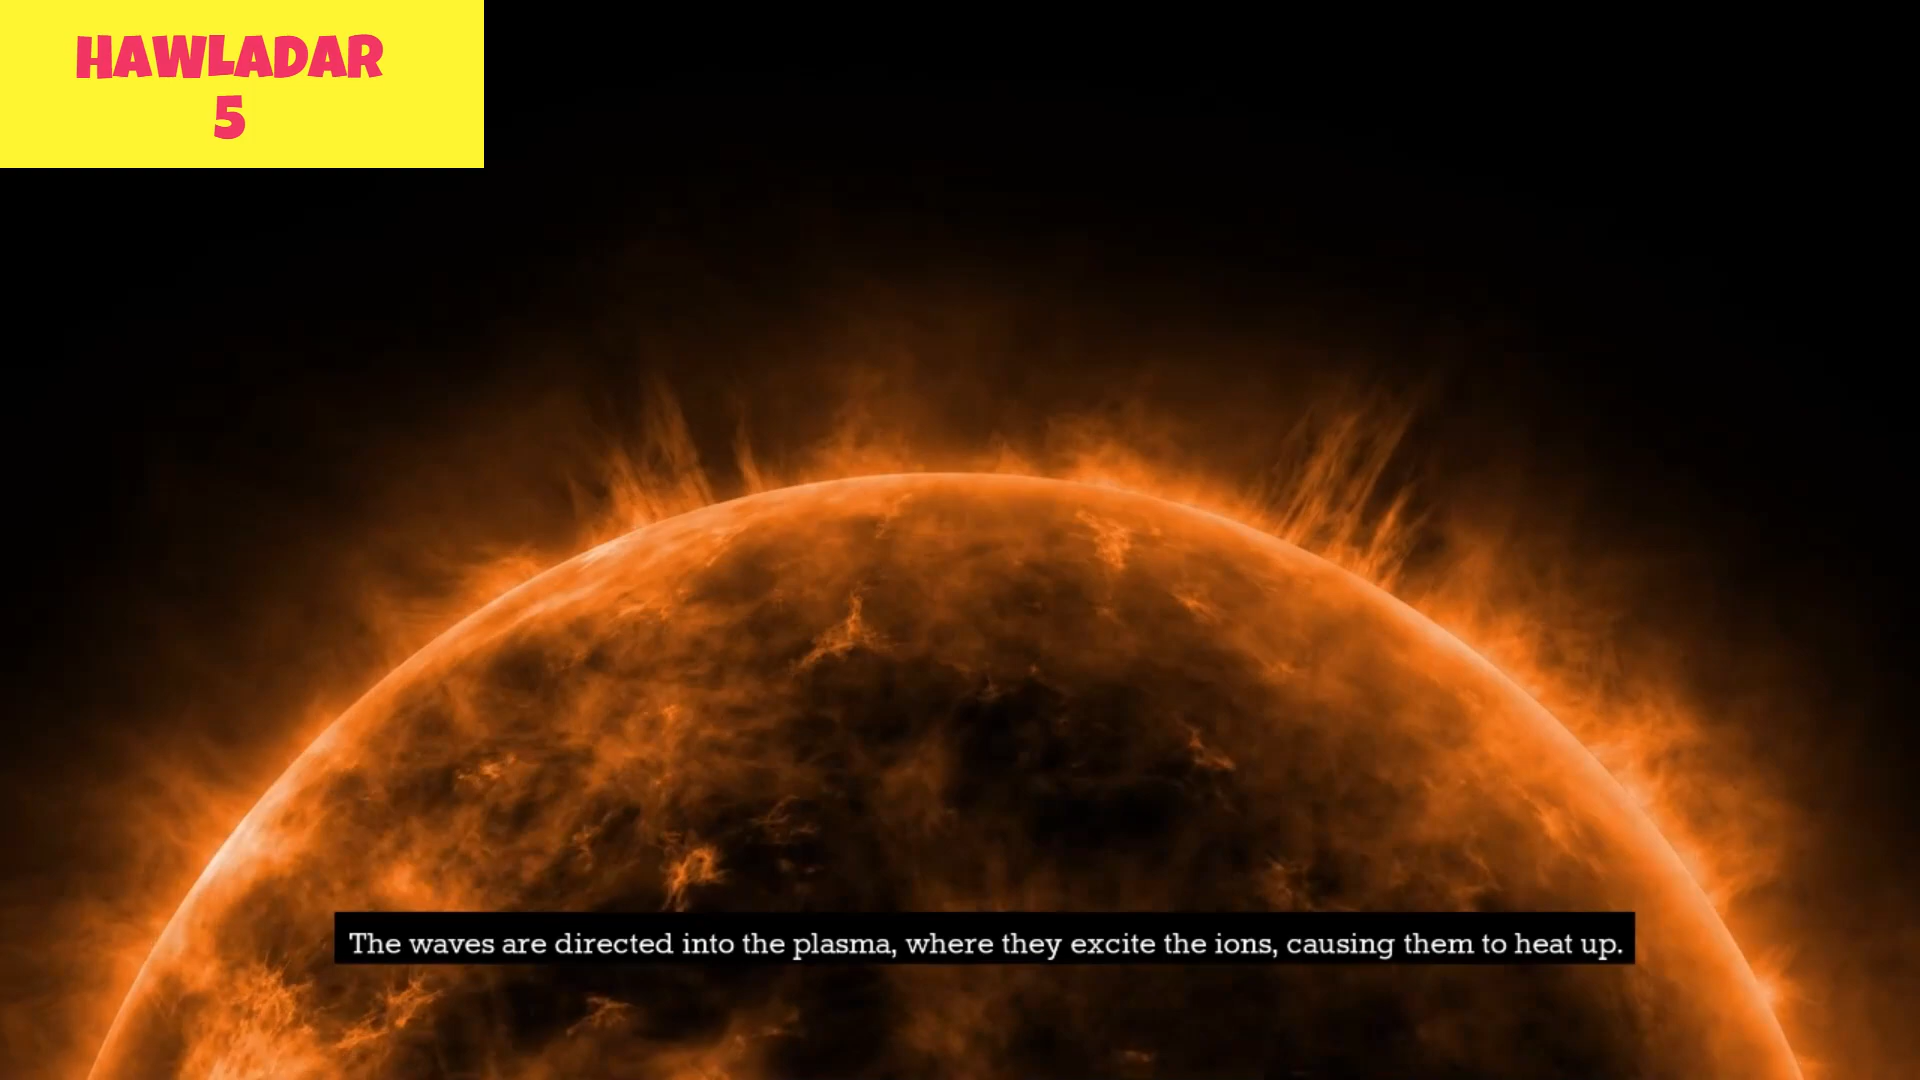 HAWLADAR
5
The waves are directed into the plasma, where they excite the ions, causing them to heat up.